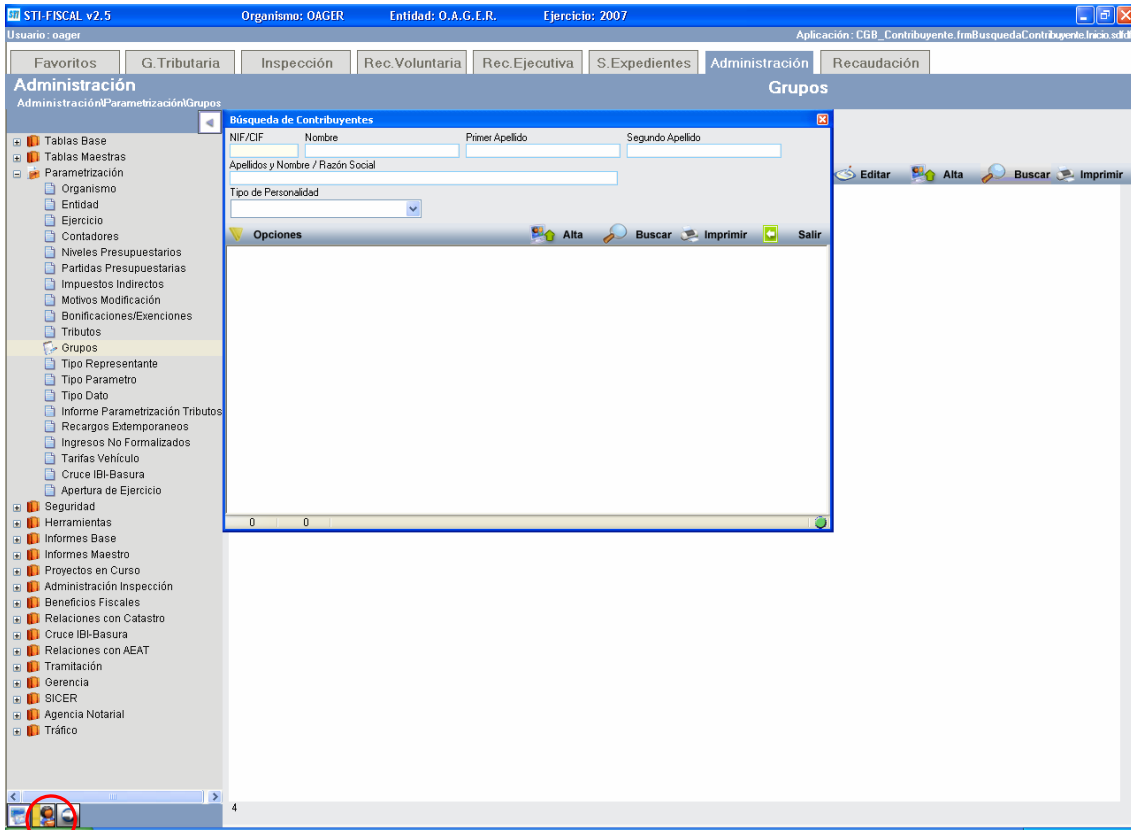 STI STI-FISCAL v2.5 Organismo: OAGER Entidad: O.A.G.E.R. Ejercicio: 2007
Usuario: oager Aplicación: CGB_Contribuyente.frmBusquedaContribuyente.Inicio.
Favoritos G.Tributaria Inspección Rec.Voluntaria Rec.Ejecutiva S.Expedientes Administración Recaudación
Administración Grupos
Administración\Parametrización\Grupos
Búsqueda de Contribuyentes
NIF/CIF Nombre Primer Apellido Segundo Apellido
Apellidos y Nombre / Razón Social
Tipo de Personalidad
Opciones Alta Buscar Imprimir Salir
0 0
Editar Alta Buscar Imprimir
Tablas Base
Tablas Maestras
Parametrización
Organismo
Entidad
Ejercicio
Contadores
Niveles Presupuestarios
Partidas Presupuestarias
Impuestos Indirectos
Motivos Modificación
Bonificaciones/Exenciones
Tributos
Grupos
Tipo Representante
Tipo Parametro
Tipo Dato
Informe Parametrización Tributos
Recargos Extemporaneos
Ingresos No Formalizados
Tarifas Vehículo
Cruce IBI-Basura
Apertura de Ejercicio
Seguridad
Herramientas
Informes Base
Informes Maestro
Proyectos en Curso
Administración Inspección
Beneficios Fiscales
Relaciones con Catastro
Cruce IBI-Basura
Relaciones con AEAT
Tramitación
Gerencia
SICER
Agencia Notarial
Tráfico
4